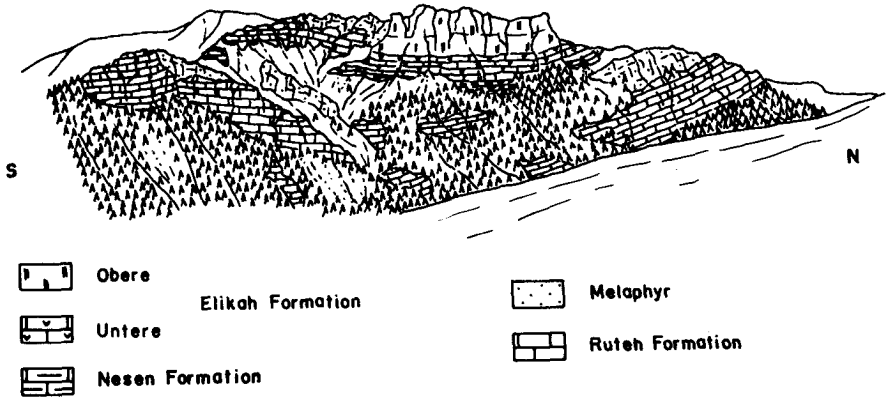 S
N
Obere
Elikah Formation
Untere
Nesen Formation
Melaphyr
Ruteh Formation